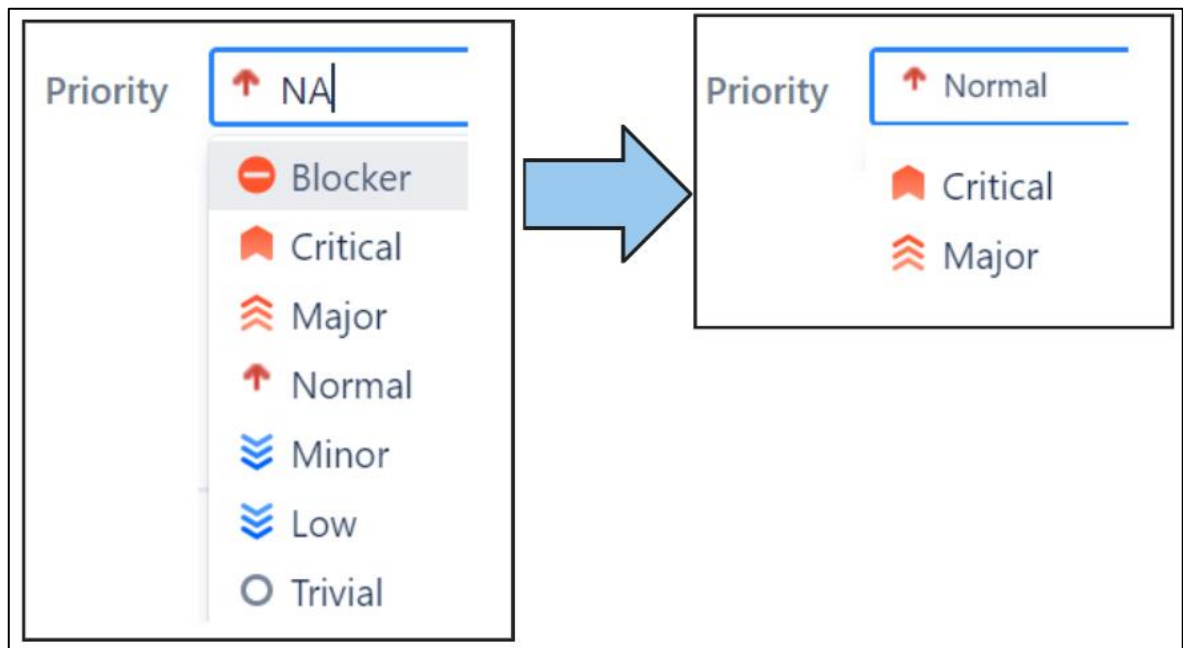 Priority
NA
Blocker
Critical
Major
Normal
Minor
Low
Trivial
Priority
Normal
Critical
Major